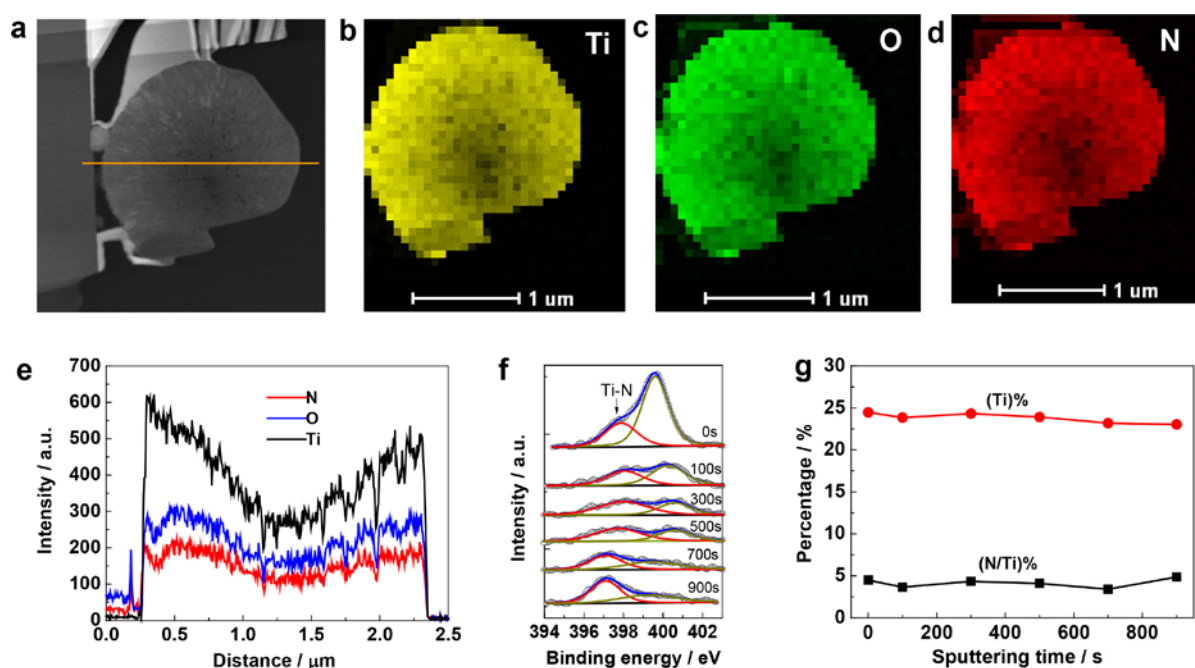 a
b
Ti
1 um
c
O
1 um
d
N
1 um
e
Intensity / a.u.
700
600
500
400
300
200
100
0
N
O
Ti
0.0 0.5 1.0 1.5 2.0 2.5
Distance / μm
f
Intensity / a.u.
Ti-N
0s
100s
300s
500s
700s
900s
394 396 398 400 402
Binding energy / eV
g
Percentage / %
30
25
20
15
10
5
0
(Ti)%
(N/Ti)%
0 200 400 600 800
Sputtering time / s